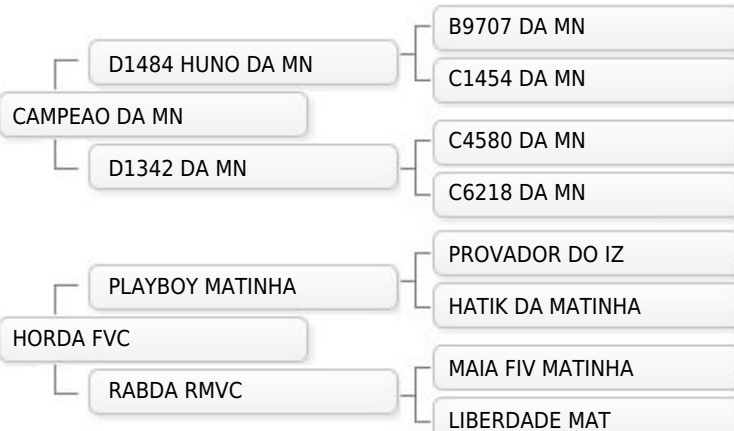 B9707 DA MN
D1484 HUNO DA MN
C1454 DA MN
CAMPEAO DA MN
C4580 DA MN
D1342 DA MN
C6218 DA MN
PROVADOR DO IZ
PLAYBOY MATINHA
HATIK DA MATINHA
HORDA FVC
MAIA FIV MATINHA
RABDA RMVC
LIBERDADE MAT